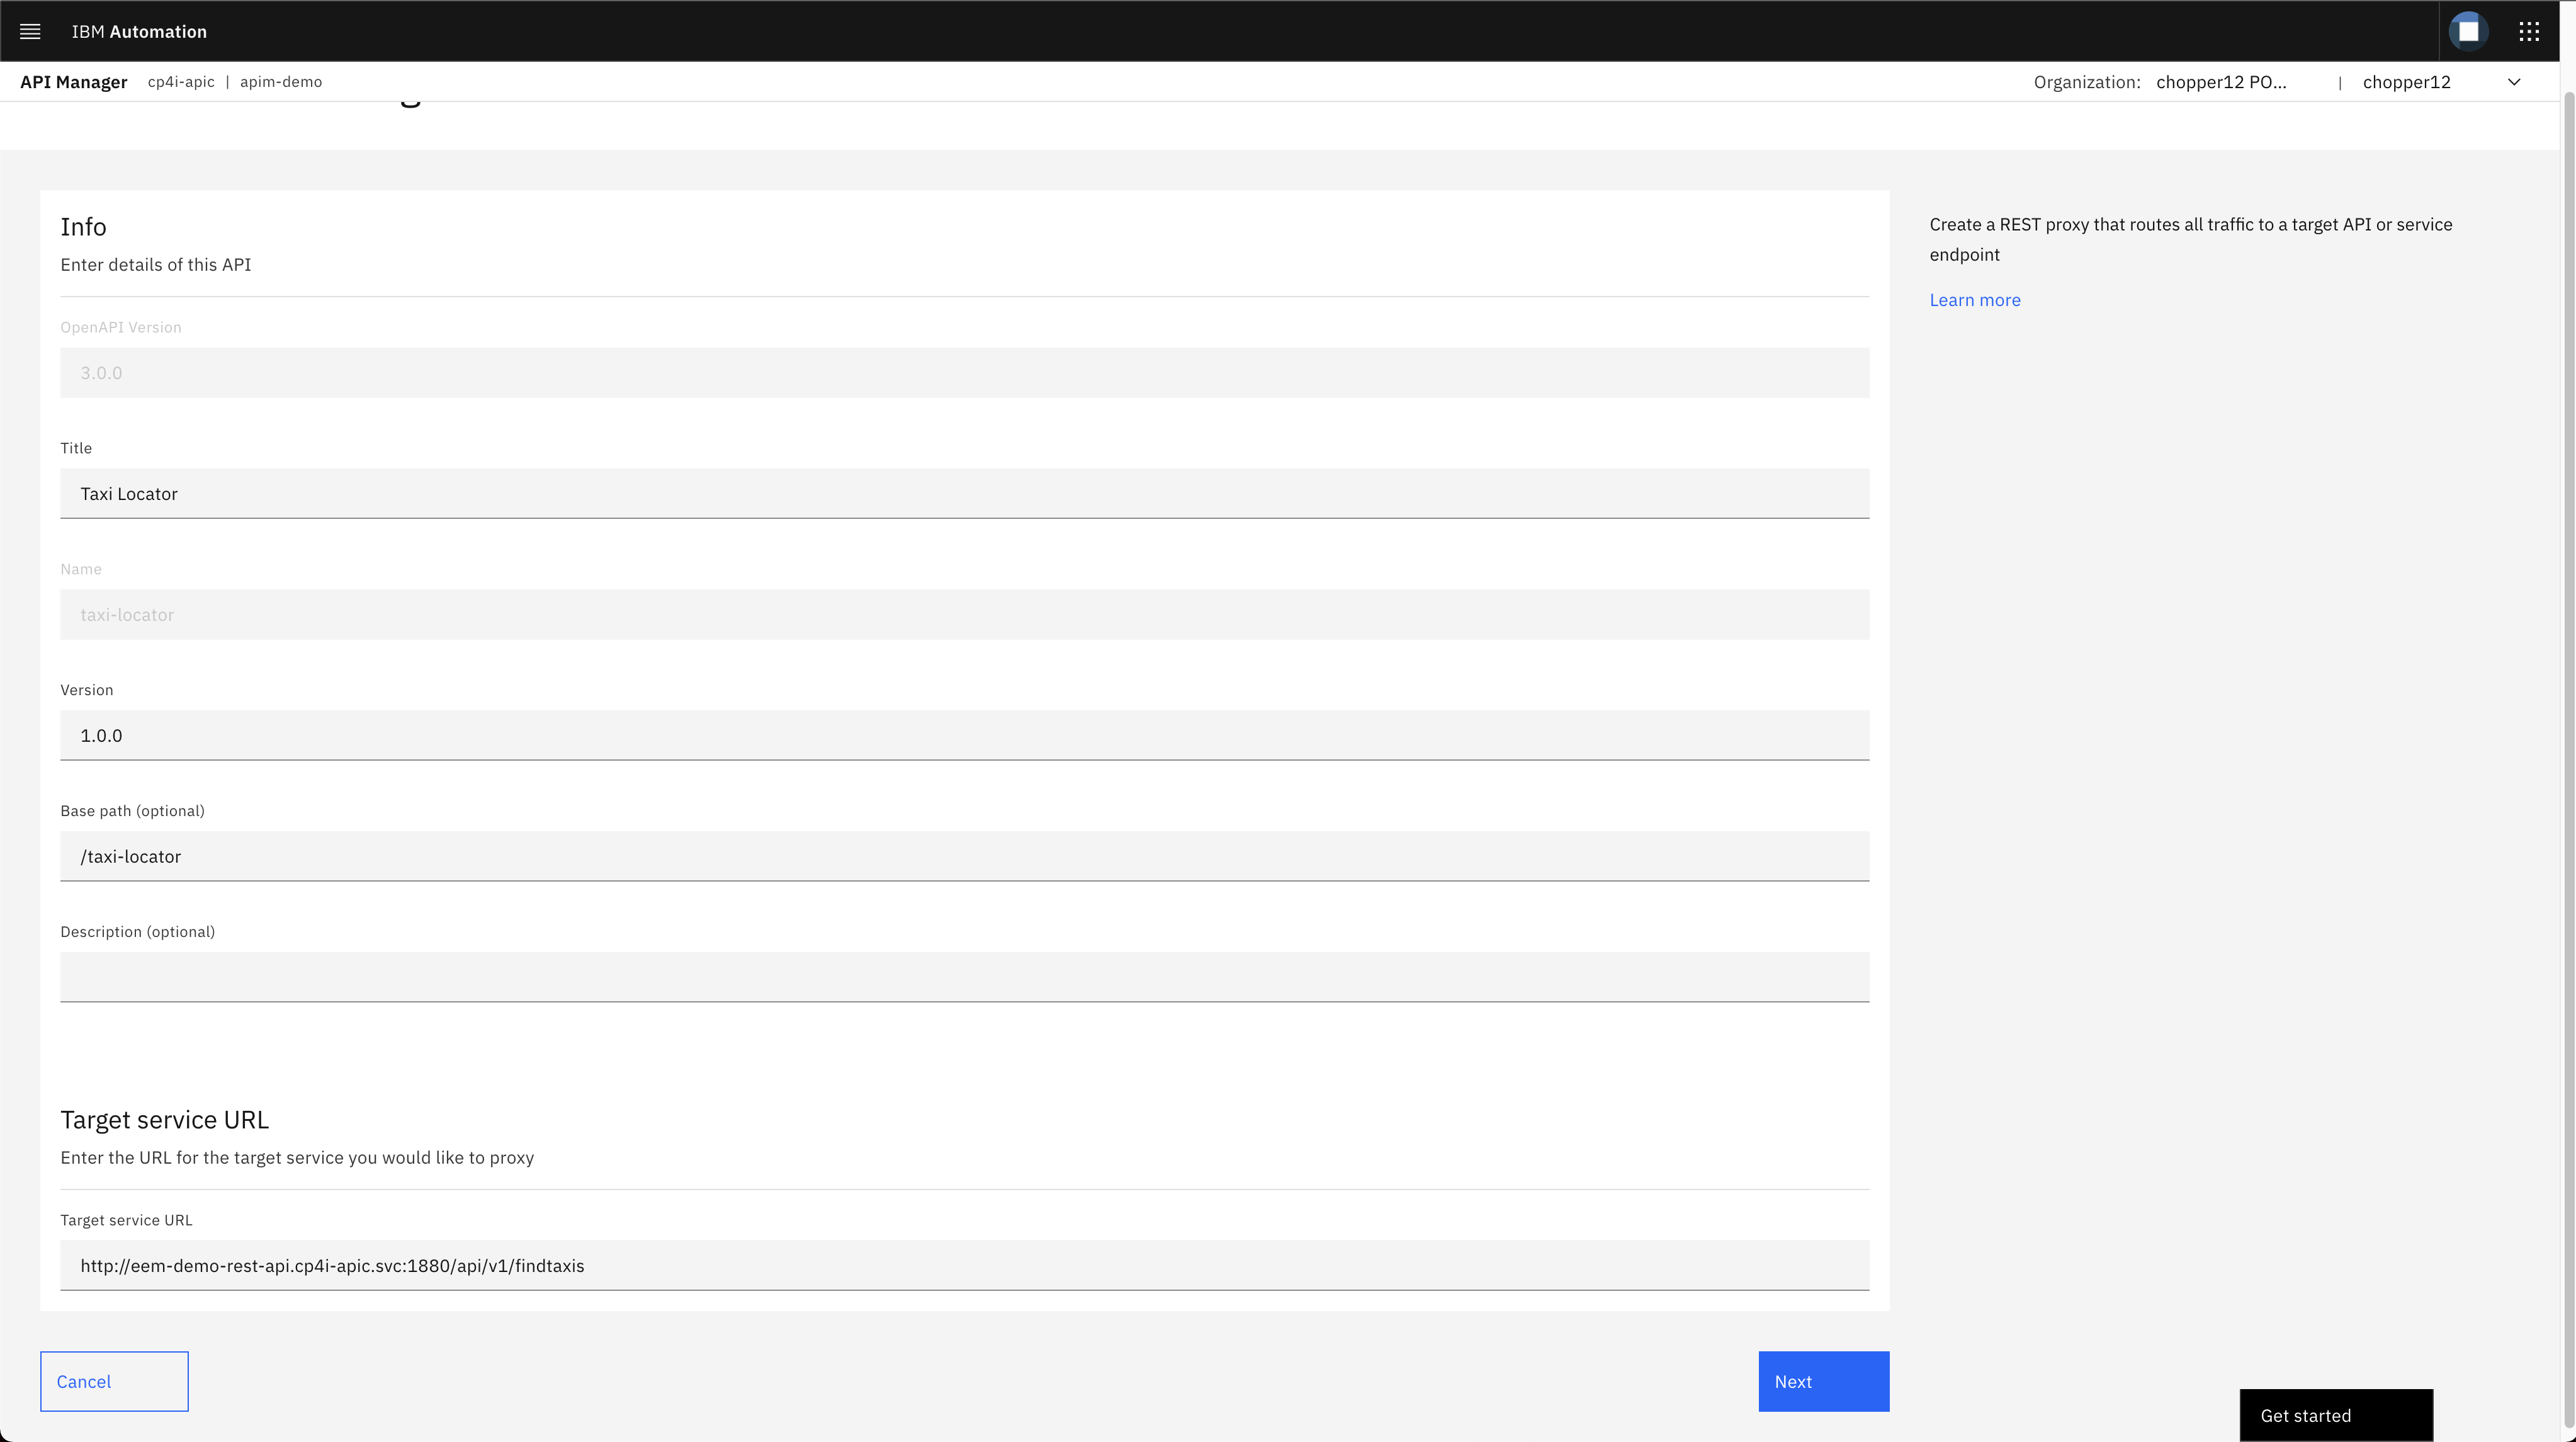 IBM Automation
API Manager cp4i-apic | apim-demo Organization: chopper12 PO... | chopper12
Info
Enter details of this API
OpenAPI Version
3.0.0
Title
Taxi Locator
Name
taxi-locator
Version
1.0.0
Base path (optional)
/taxi-locator
Description (optional)
Target service URL
Enter the URL for the target service you would like to proxy
Target service URL
http://eem-demo-rest-api.cp4i-apic.svc:1880/api/v1/findtaxis
Cancel
Next
Create a REST proxy that routes all traffic to a target API or service
endpoint
Learn more
Get started